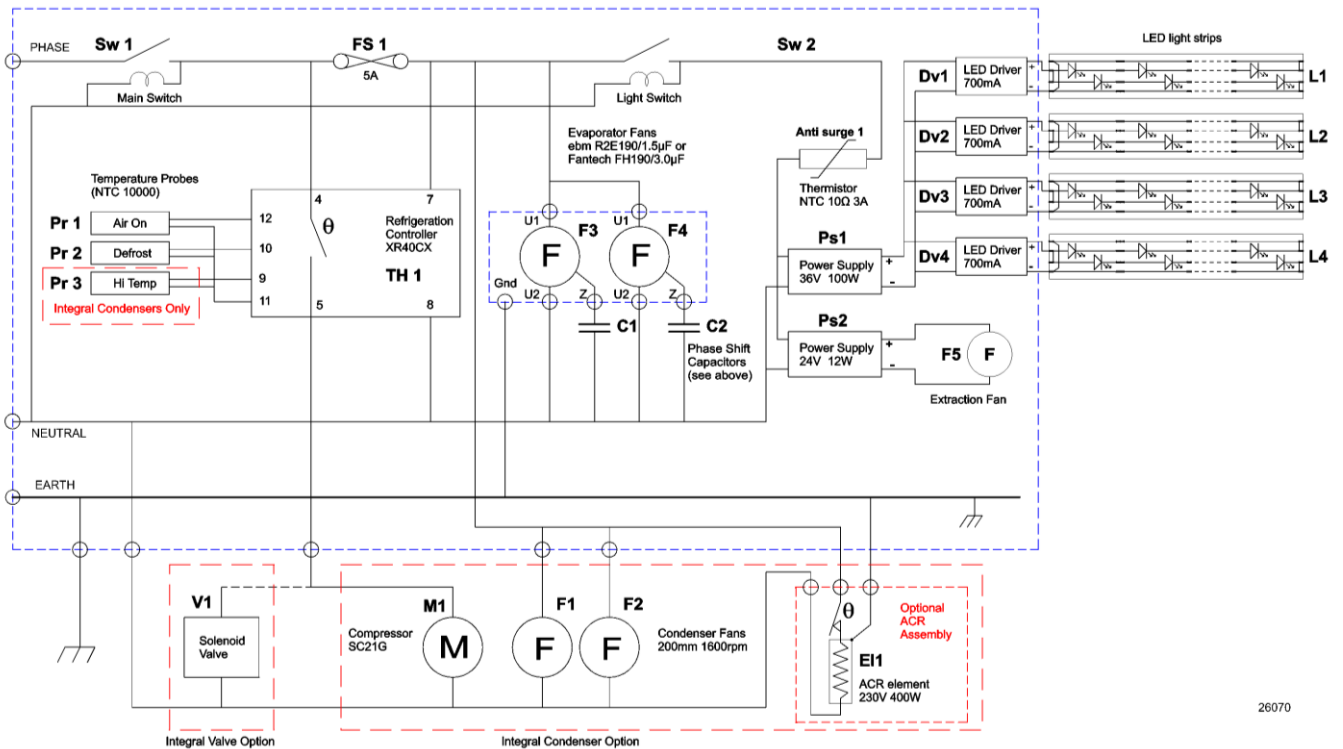 PHASE
Sw 1
Main Switch
FS 1
5A
Light Switch
Sw 2
LED light strips
Dv1
LED Driver
700mA
+
-
L1
Dv2
LED Driver
700mA
+
-
L2
Dv3
LED Driver
700mA
+
-
L3
Dv4
LED Driver
700mA
+
-
L4
Anti surge 1
Thermistor
NTC 10Ω 3A
Evaporator Fans
ebm R2E190/1.5µF or
Fantech FH190/3.0µF
Temperature Probes
(NTC 10000)
Pr 1
Air On
Pr 2
Defrost
Pr 3
Hi Temp
Integral Condensers Only
12
10
9
11
4
7
θ
Refrigeration
Controller
XR40CX
TH 1
5
8
Gnd
U1
F
F3
U2
Z
U1
F
F4
U2
Z
C1
C2
Phase Shift
Capacitors
(see above)
Ps1
Power Supply
36V 100W
+
-
Ps2
Power Supply
24V 12W
+
-
F5
F
Extraction Fan
NEUTRAL
EARTH
V1
Solenoid
Valve
Integral Valve Option
M1
Compressor
SC21G
M
F1
F
F2
F
Condenser Fans
200mm 1600rpm
Integral Condenser Option
θ
Optional
ACR
Assembly
El1
ACR element
230V 400W
26070